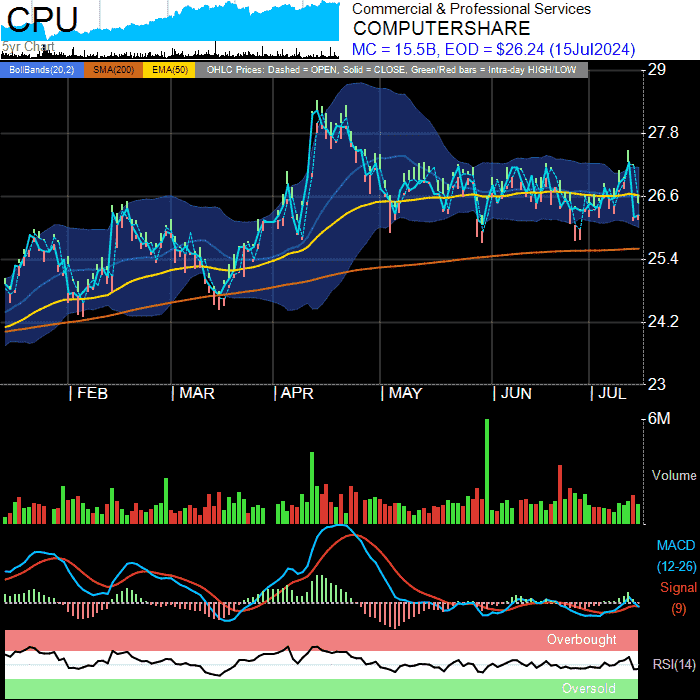 CPU
5yr Chart
Commercial & Professional Services
COMPUTERSHARE
MC = 15.5B, EOD = $26.24 (15Jul2024)
BollBands(20,2) SMA(200) EMA(50) OHLC Prices: Dashed = OPEN, Solid = CLOSE, Green/Red bars = Intra-day HIGH/LOW
29
27.8
26.6
25.4
24.2
23
| FEB | MAR | APR | MAY | JUN | JUL
6M
Volume
MACD
(12-26)
Signal
(9)
Overbought
RSI(14)
Oversold